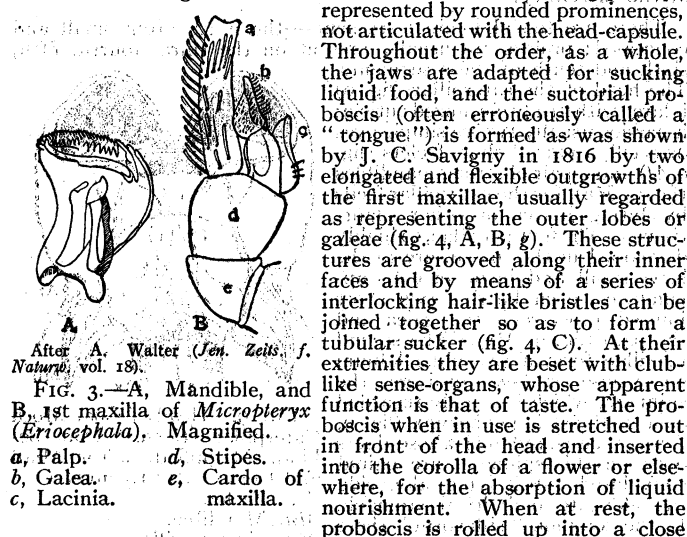 a
b
c
d
e
A
B
After A. Walter (Jen. Zeits. f.
Naturw. vol. 18).
FIG. 3.—A, Mandible, and
B, 1st maxilla of Micropteryx
(Eriocephala). Magnified.
a, Palp.
b, Galea.
c, Lacinia.
d, Stipes.
e, Cardo of
maxilla.
represented by rounded prominences,
not articulated with the head-capsule.
Throughout the order, as a whole,
the jaws are adapted for sucking
liquid food, and the suctorial pro-
boscis (often erroneously called a
“ tongue ”) is formed as was shown
by J. C. Savigny in 1816 by two
elongated and flexible outgrowths of
the first maxillae, usually regarded
as representing the outer lobes or
galeae (fig. 4, A, B, g). These struc-
tures are grooved along their inner
faces and by means of a series of
interlocking hair-like bristles can be
joined together so as to form a
tubular sucker (fig. 4, C). At their
extremities they are beset with club-
like sense-organs, whose apparent
function is that of taste. The pro-
boscis when in use is stretched out
in front of the head and inserted
into the corolla of a flower or else-
where, for the absorption of liquid
nourishment. When at rest, the
proboscis is rolled up into a close